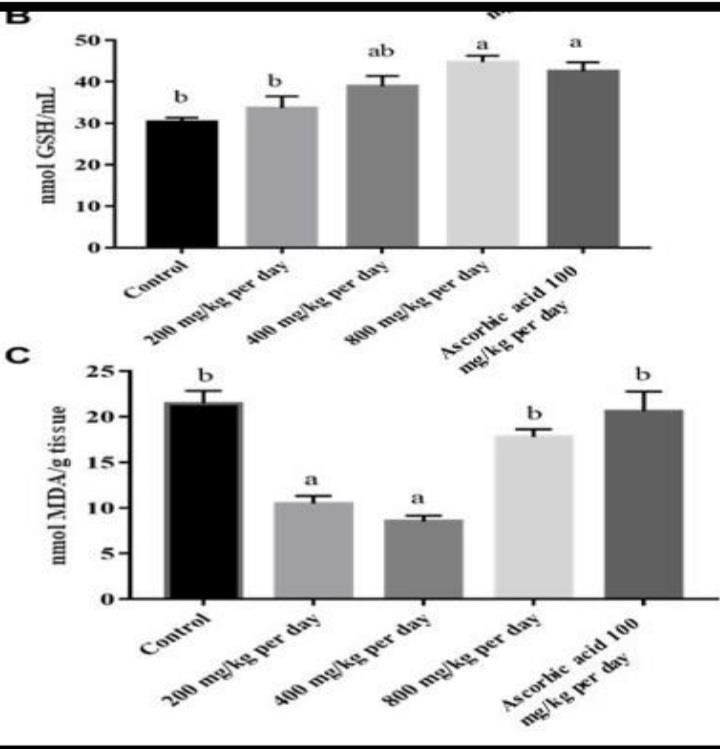 B
nmol GSH/mL
50
40
30
20
10
0
b
b
ab
a
a
Control
200 mg/kg per day
400 mg/kg per day
800 mg/kg per day
Ascorbic acid 100
mg/kg per day
C
nmol MDA/g tissue
25
20
15
10
5
0
b
a
a
b
b
Control
200 mg/kg per day
400 mg/kg per day
800 mg/kg per day
Ascorbic acid 100
mg/kg per day